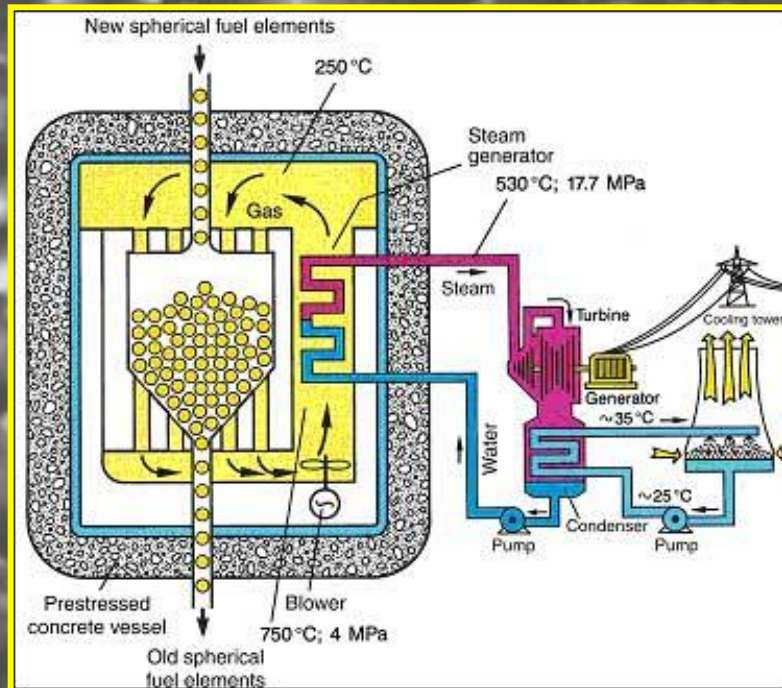 New spherical fuel elements
250°C
Steam
generator
530°C; 17.7 MPa
Gas
Steam
Turbine
Cooling tower
Generator
~35°C
Water
~25°C
Condenser
Pump
Pump
Prestressed
concrete vessel
Blower
750°C; 4 MPa
Old spherical
fuel elements